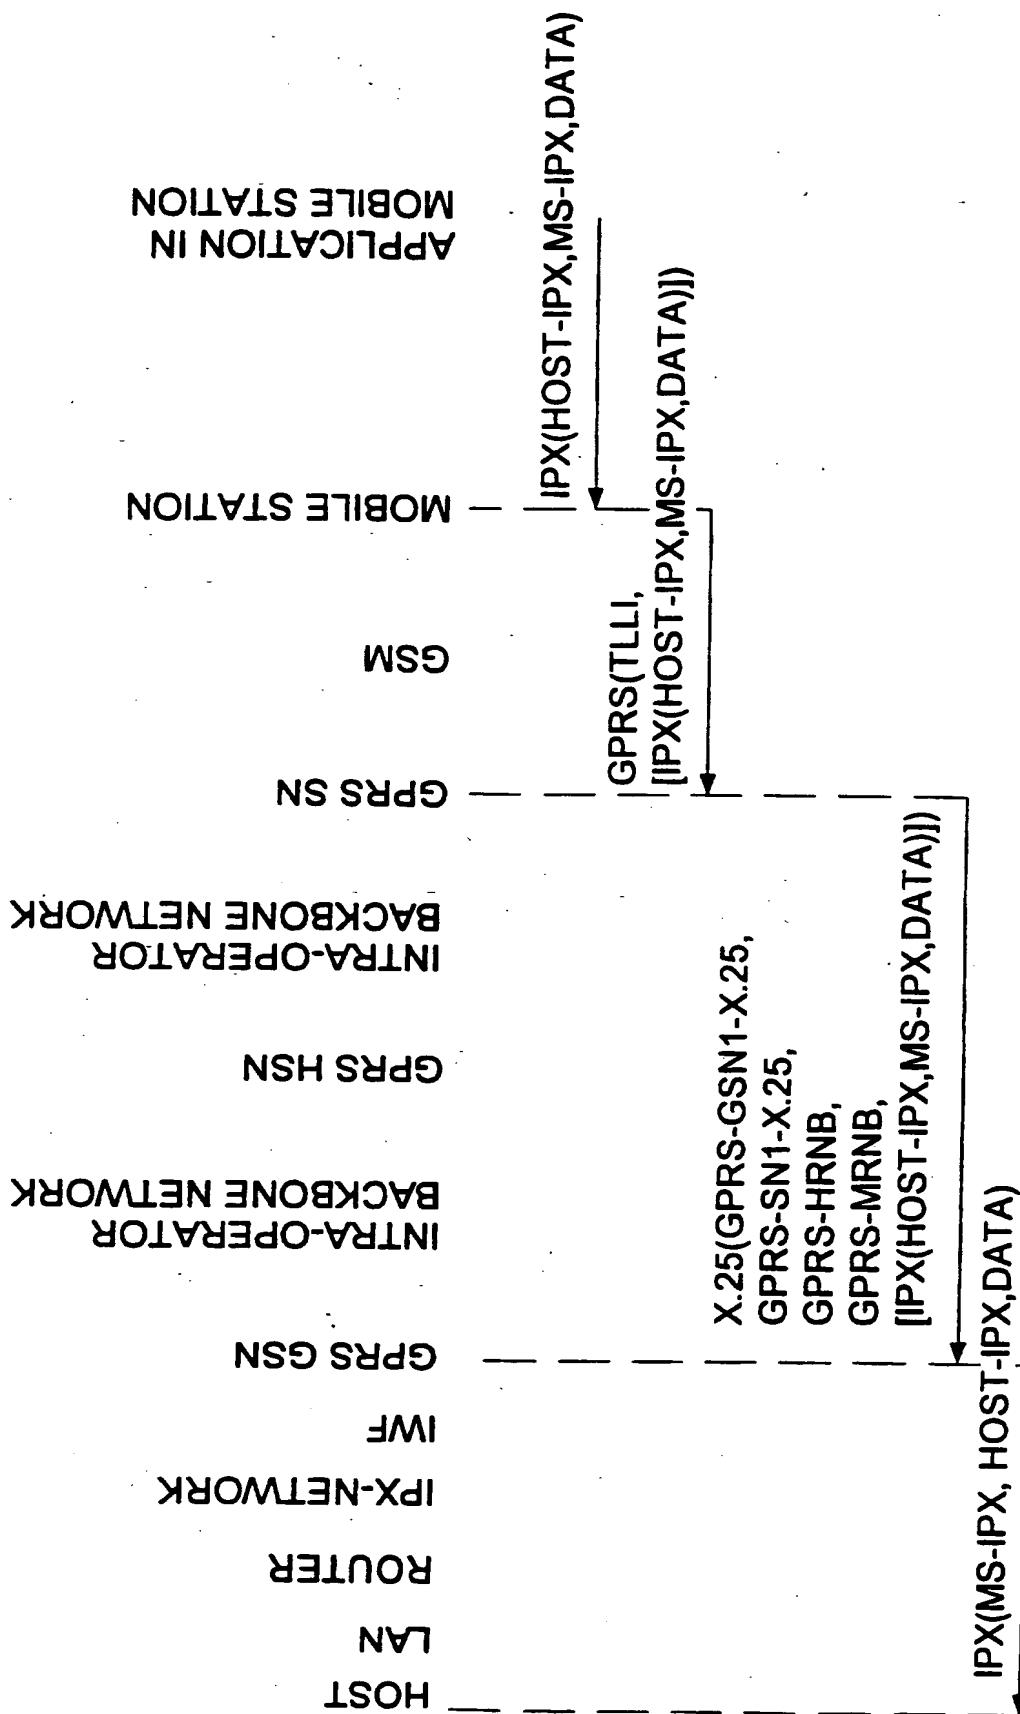 APPLICATION IN
MOBILE STATION
MOBILE STATION
GSM
GPRS SN
INTRA-OPERATOR
BACKBONE NETWORK
GPRS HSN
INTRA-OPERATOR
BACKBONE NETWORK
GPRS GSN
IWF
IPX-NETWORK
ROUTER
LAN
HOST
IPX(HOST-IPX,MS-IPX,DATA)
GPRS(TLLI,
[IPX(HOST-IPX,MS-IPX,DATA)])
X.25(GPRS-GSN1-X.25,
GPRS-SN1-X.25,
GPRS-HRNB,
GPRS-MRNB,
[IPX(HOST-IPX,MS-IPX,DATA)])
IPX(MS-IPX, HOST-IPX,DATA)